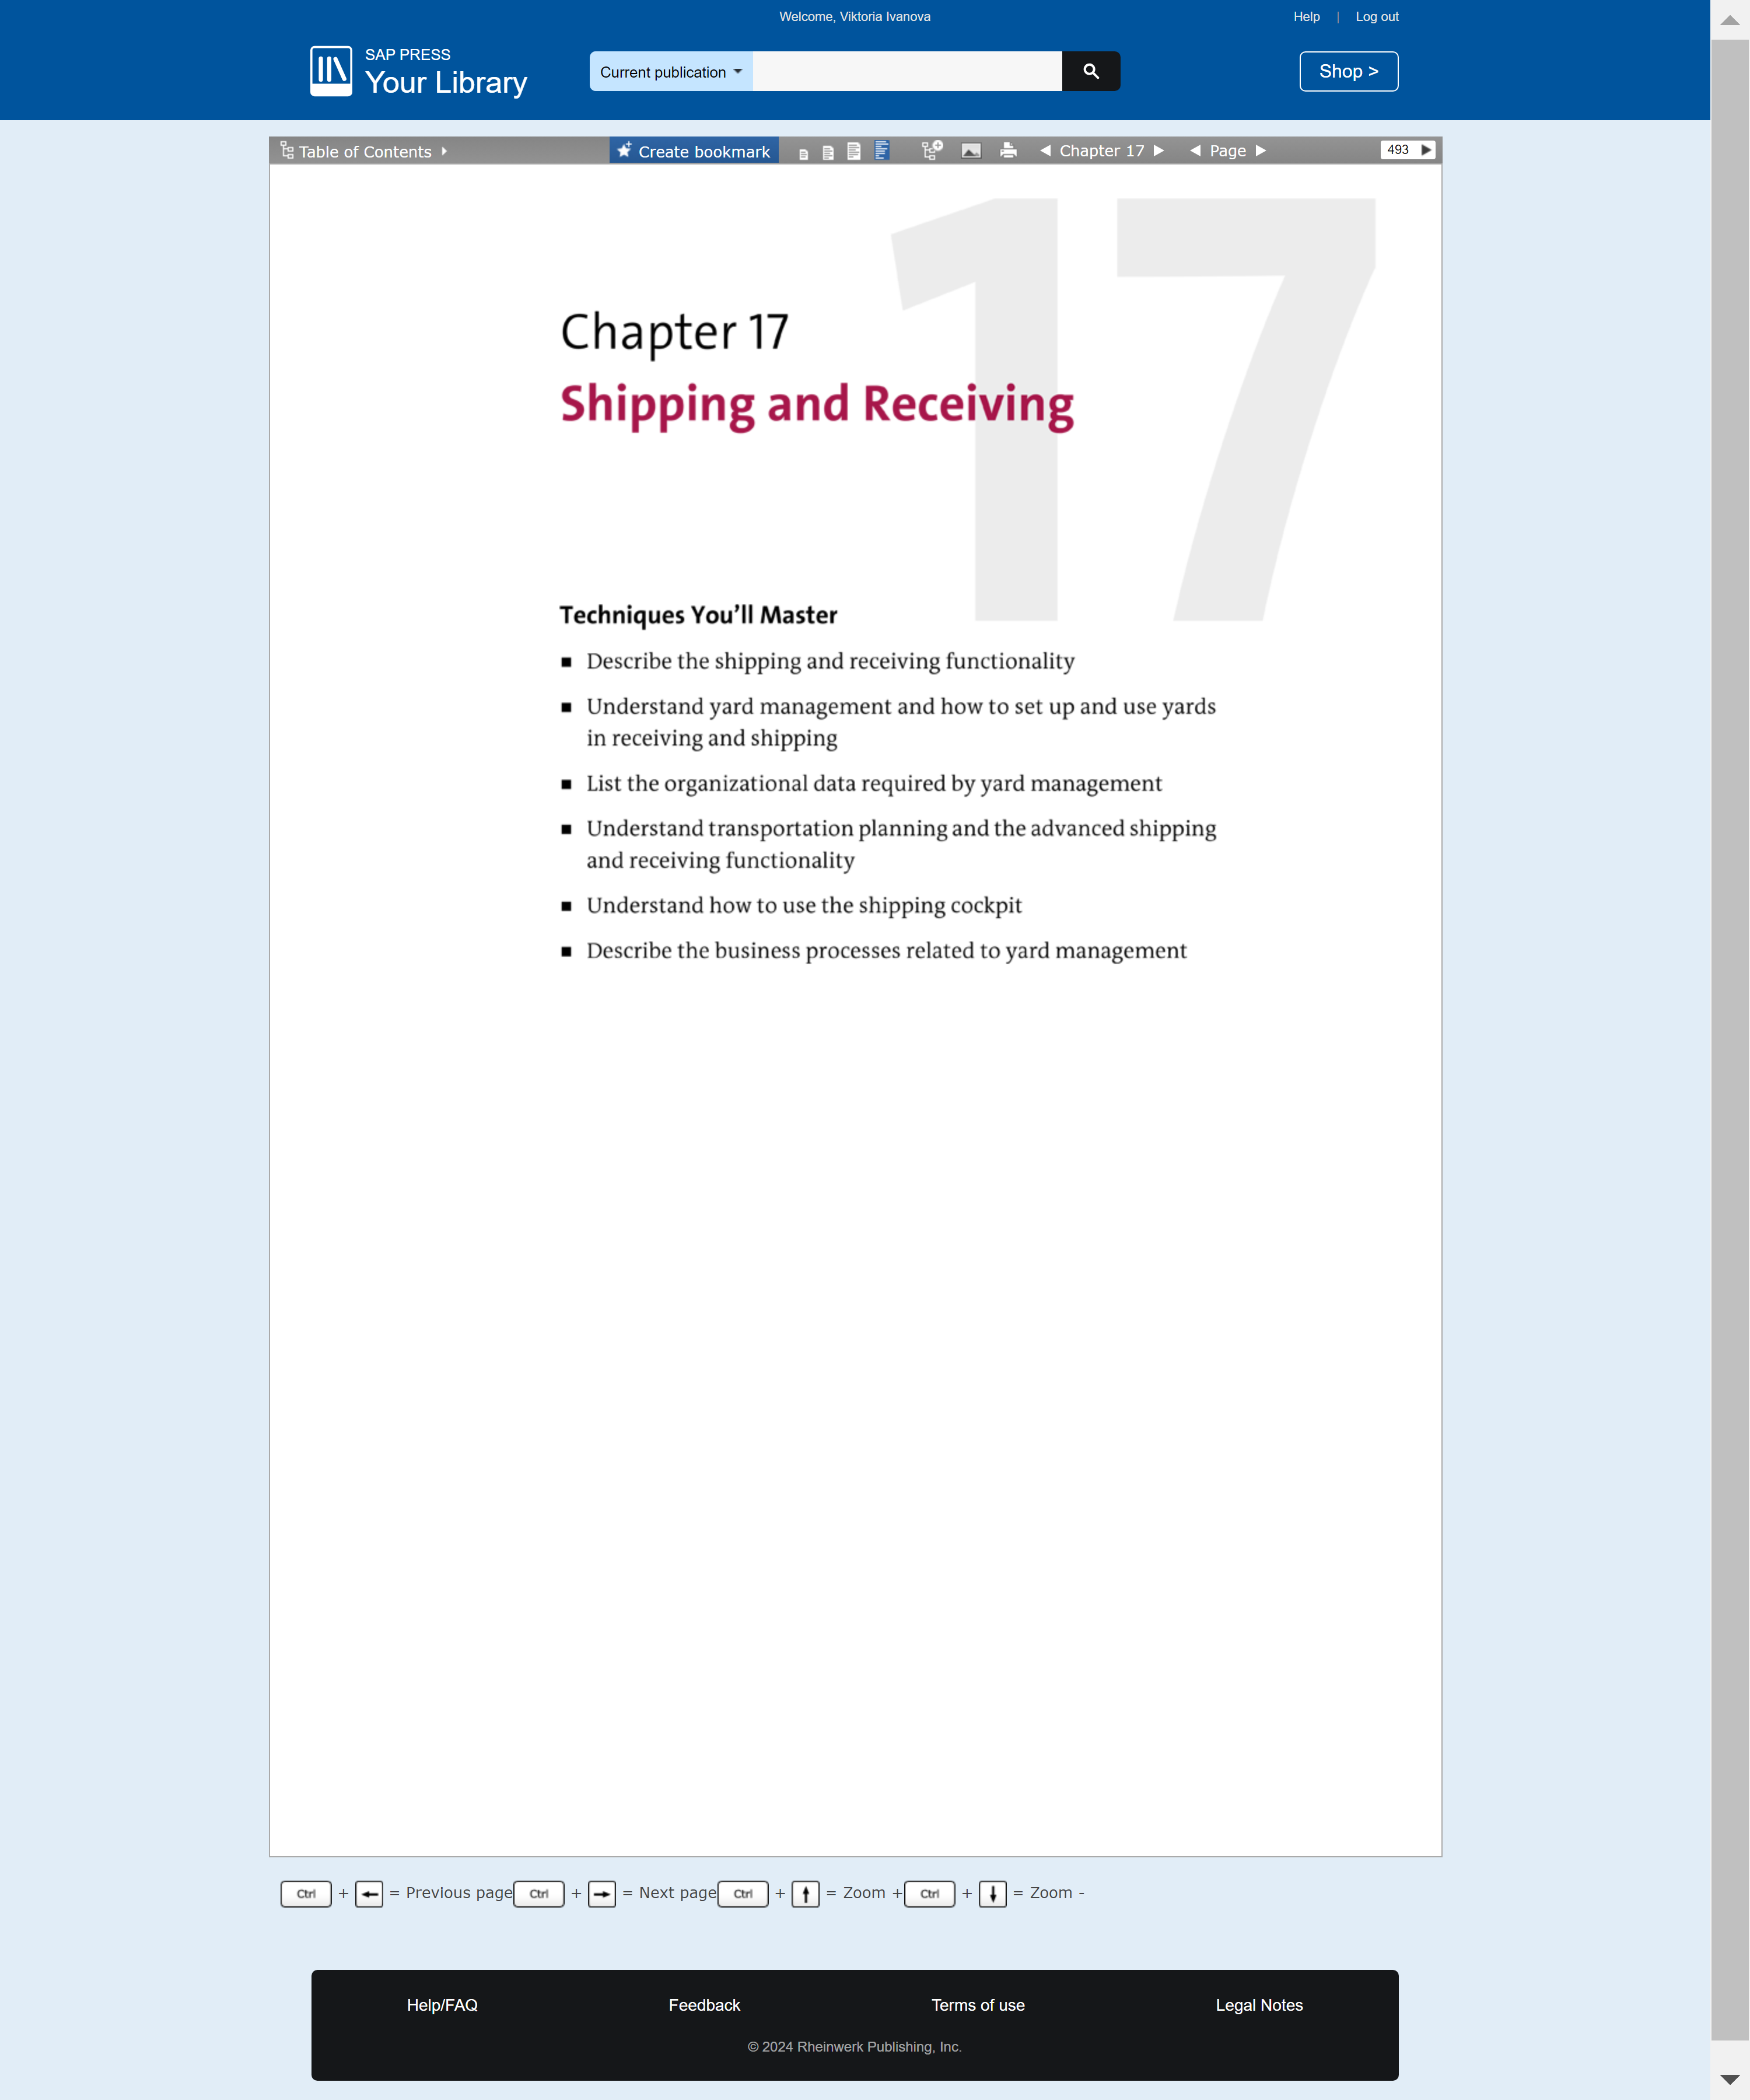 Welcome, Viktoria Ivanova
Help | Log out
SAP PRESS
Your Library
Current publication
Shop >
Table of Contents
Create bookmark
Chapter 17
Page
493
17
Chapter 17
Shipping and Receiving
Techniques You'll Master
■ Describe the shipping and receiving functionality
■ Understand yard management and how to set up and use yards
in receiving and shipping
■ List the organizational data required by yard management
■ Understand transportation planning and the advanced shipping
and receiving functionality
■ Understand how to use the shipping cockpit
■ Describe the business processes related to yard management
Ctrl + ← = Previous page Ctrl + → = Next page Ctrl + ↑ = Zoom + Ctrl + ↓ = Zoom -
Help/FAQ Feedback Terms of use Legal Notes
© 2024 Rheinwerk Publishing, Inc.